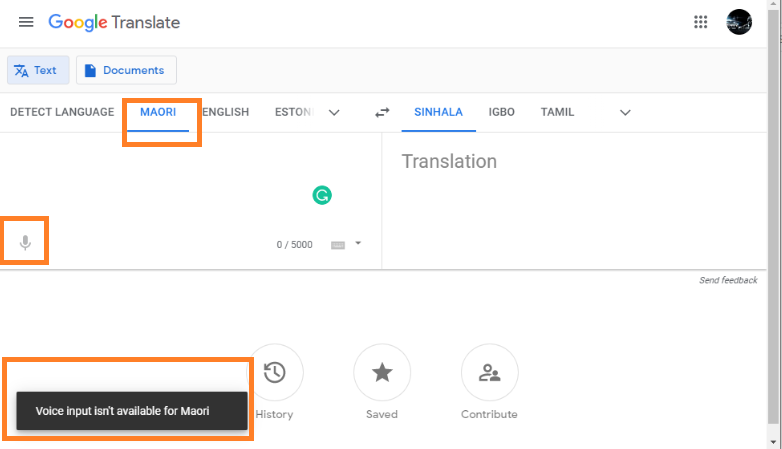 Google Translate
Text Documents
DETECT LANGUAGE MAORI ENGLISH ESTONI SINHALA IGBO TAMIL
Translation
0 / 5000
Send feedback
History Saved Contribute
Voice input isn't available for Maori